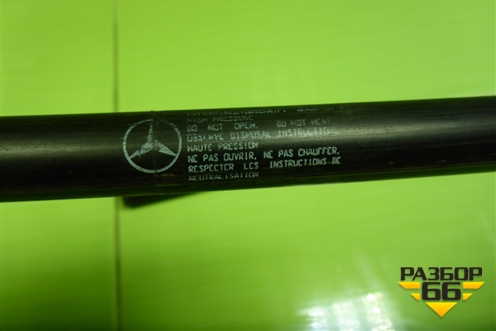 HIGH PRESSURE
DO NOT OPEN. DO NOT HEAT
OBSERVE DISPOSAL INSTRUCTIONS
HAUTE PRESSION
NE PAS OUVRIR, NE PAS CHAUFFER,
RESPECTER LES INSTRUCTIONS DE
NEUTRALISATION
РАЗБОР
66